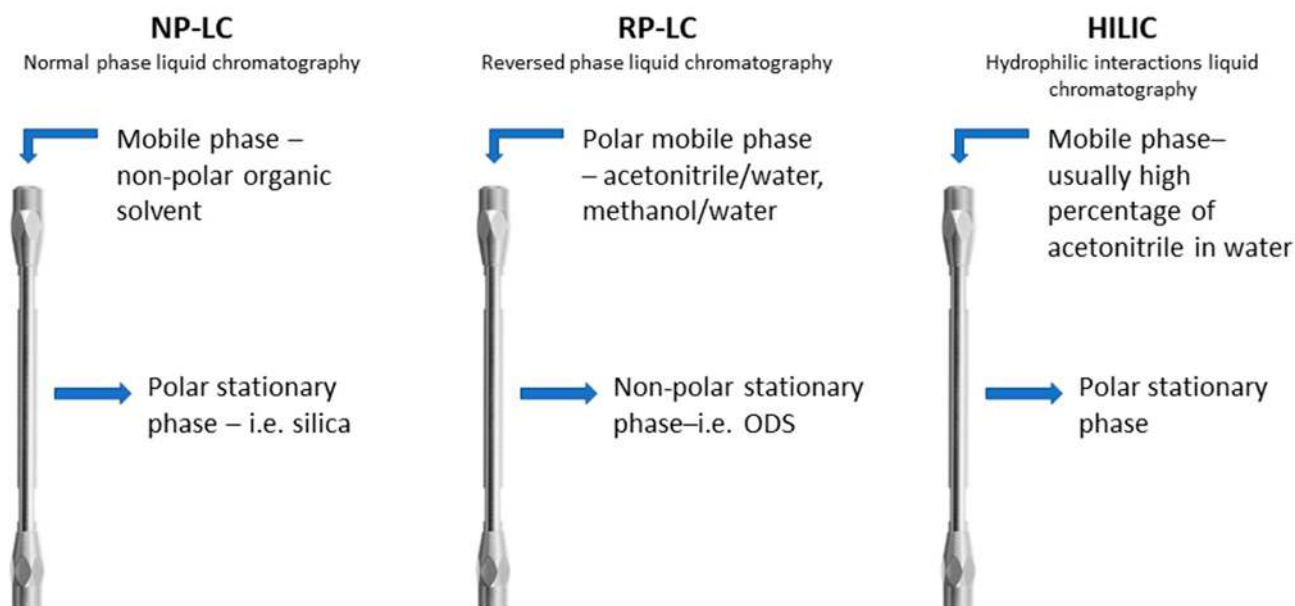 NP-LC
Normal phase liquid chromatography
Mobile phase –
non-polar organic
solvent
Polar stationary
phase – i.e. silica
RP-LC
Reversed phase liquid chromatography
Polar mobile phase
– acetonitrile/water,
methanol/water
Non-polar stationary
phase–i.e. ODS
HILIC
Hydrophilic interactions liquid
chromatography
Mobile phase–
usually high
percentage of
acetonitrile in water
Polar stationary
phase